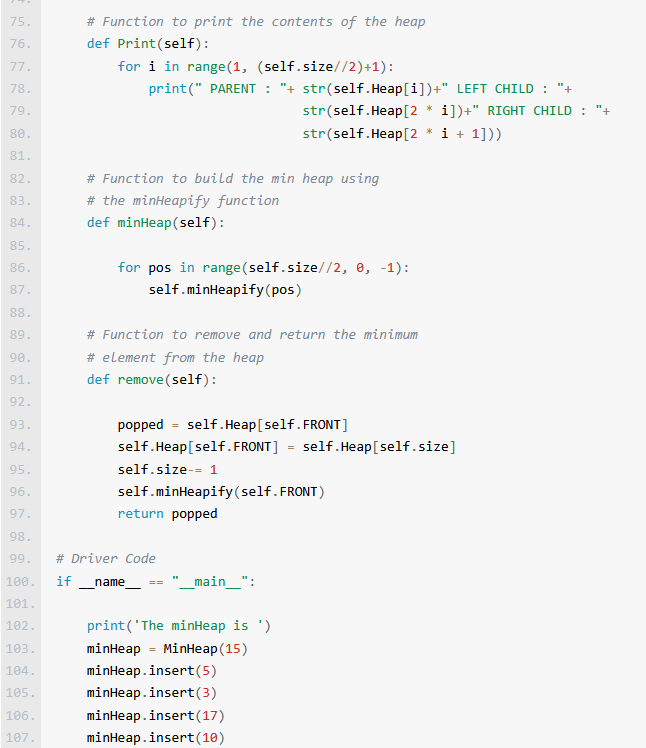 74.
75. # Function to print the contents of the heap
76. def Print(self):
77. for i in range(1, (self.size//2)+1):
78. print(" PARENT : "+ str(self.Heap[i])+" LEFT CHILD : "+
79. str(self.Heap[2 * i])+" RIGHT CHILD : "+
80. str(self.Heap[2 * i + 1]))
81.
82. # Function to build the min heap using
83. # the minHeapify function
84. def minHeap(self):
85.
86. for pos in range(self.size//2, 0, -1):
87. self.minHeapify(pos)
88.
89. # Function to remove and return the minimum
90. # element from the heap
91. def remove(self):
92.
93. popped = self.Heap[self.FRONT]
94. self.Heap[self.FRONT] = self.Heap[self.size]
95. self.size-= 1
96. self.minHeapify(self.FRONT)
97. return popped
98.
99. # Driver Code
100. if __name__ == "__main__":
101.
102. print('The minHeap is ')
103. minHeap = MinHeap(15)
104. minHeap.insert(5)
105. minHeap.insert(3)
106. minHeap.insert(17)
107. minHeap.insert(10)